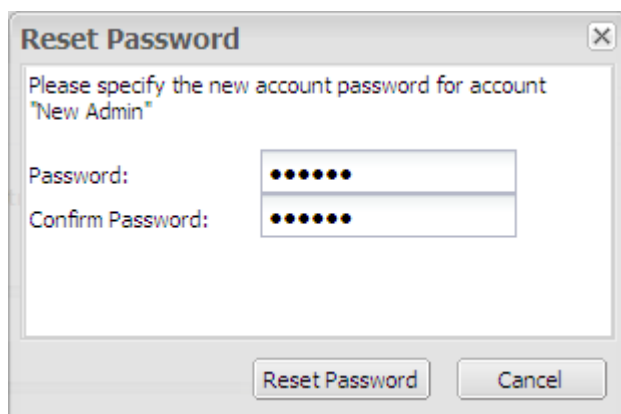 Reset Password
Please specify the new account password for account
"New Admin"
Password: ●●●●●●
Confirm Password: ●●●●●●
Reset Password Cancel